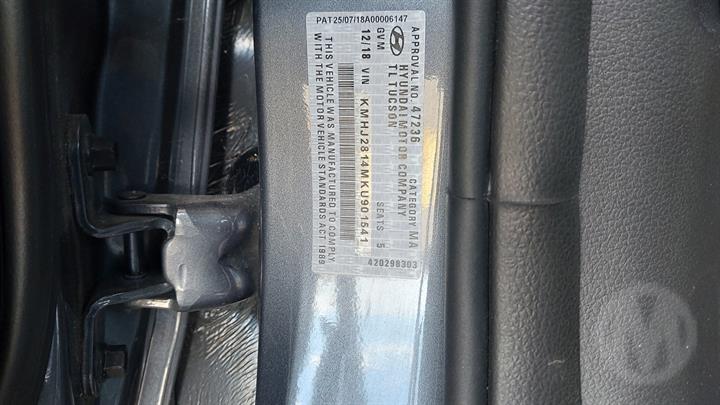 APPROVAL NO. 47236 CATEGORY MA
HYUNDAI MOTOR COMPANY
TL TUCSON
GVM SEATS 5
12/18 VIN KMHJ2814MKU901541
THIS VEHICLE WAS MANUFACTURED TO COMPLY
WITH THE MOTOR VEHICLE STANDARDS ACT 1989
PAT25/07/18A00006147
420298303
W